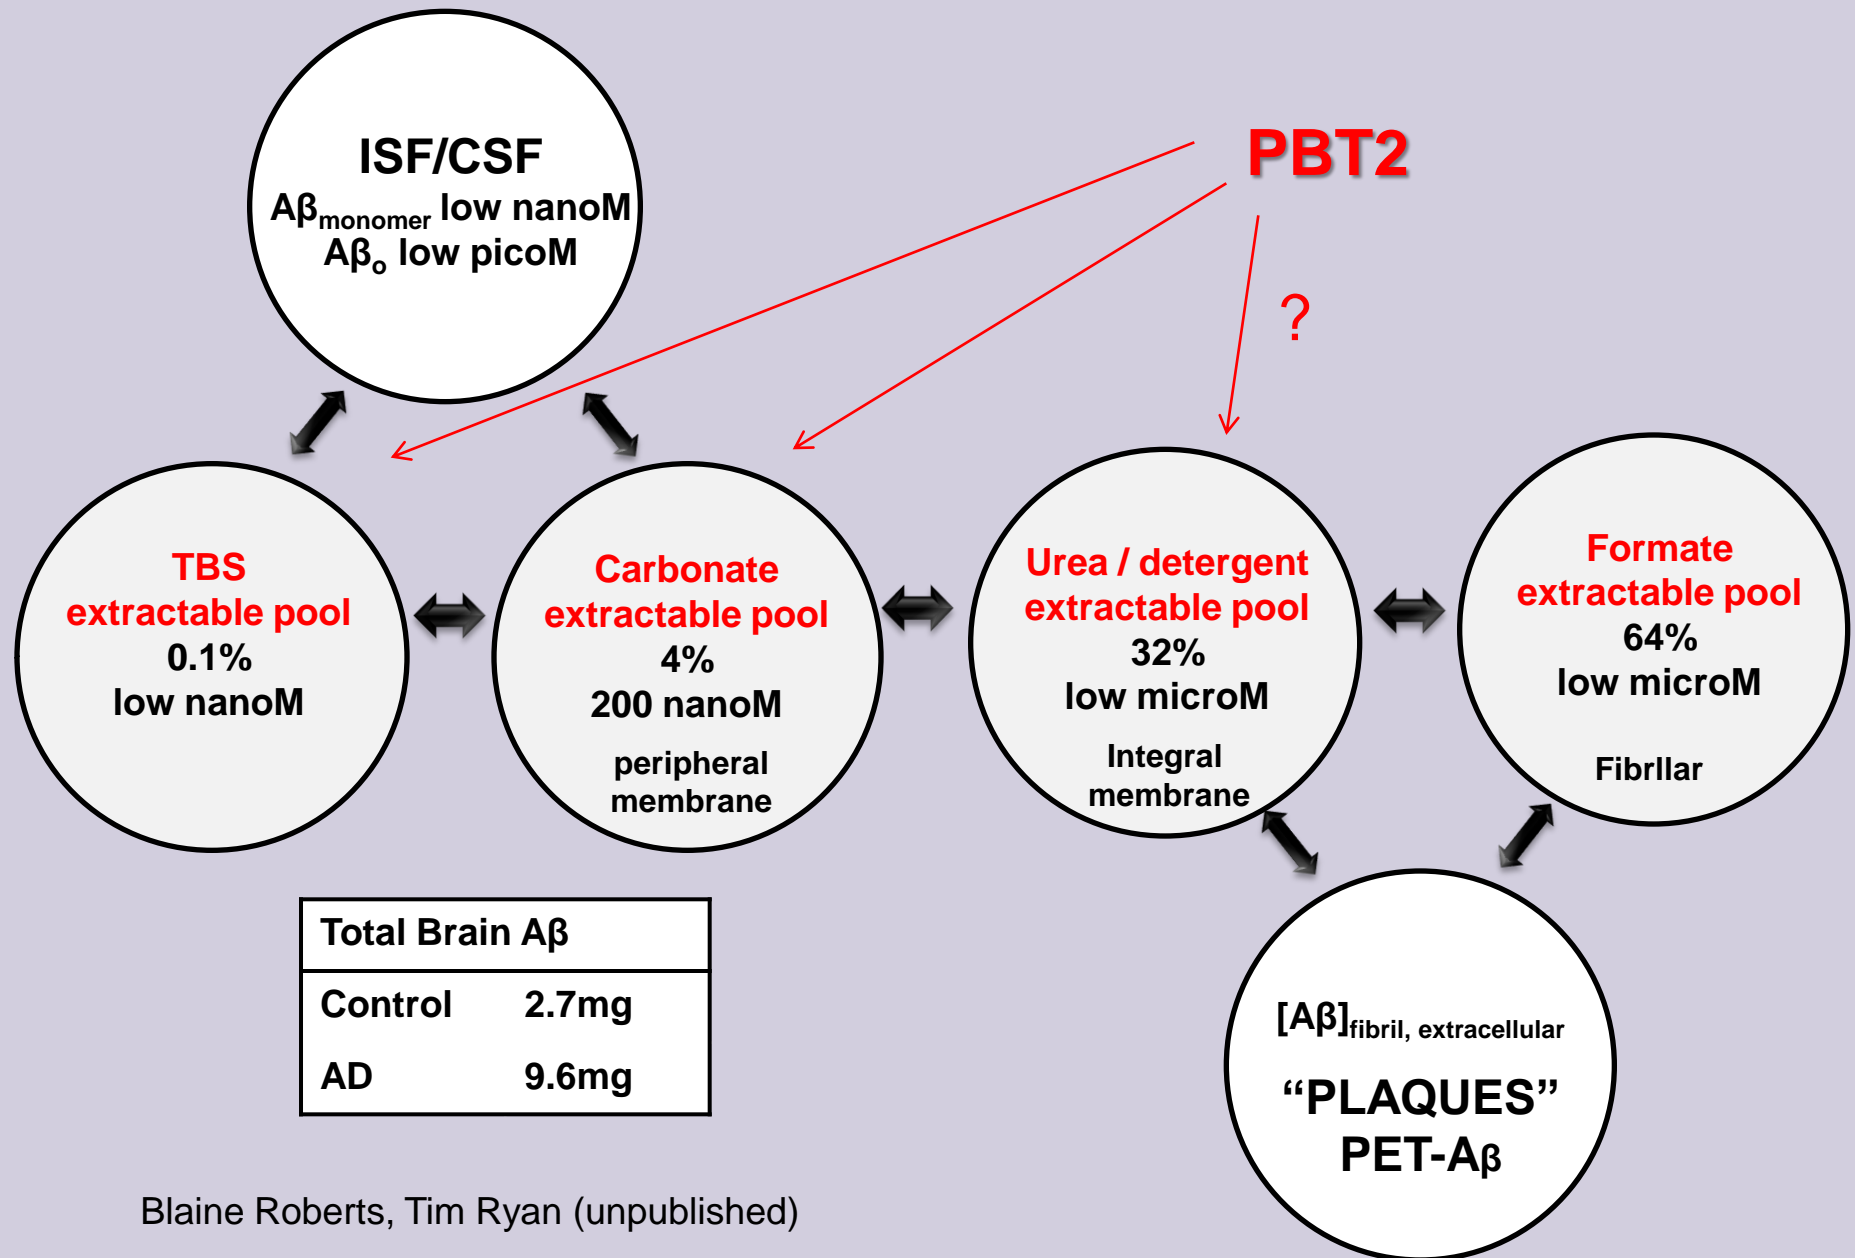 ISF/CSF
Aβmonomer low nanoM
Aβo low picoM
PBT2
?
TBS
extractable pool
0.1%
low nanoM
Carbonate
extractable pool
4%
200 nanoM
peripheral
membrane
Urea / detergent
extractable pool
32%
low microM
Integral
membrane
Formate
extractable pool
64%
low microM
Fibrllar
Total Brain Aβ
Control 2.7mg
AD 9.6mg
[Aβ]fibril, extracellular
“PLAQUES”
PET-Aβ
Blaine Roberts, Tim Ryan (unpublished)